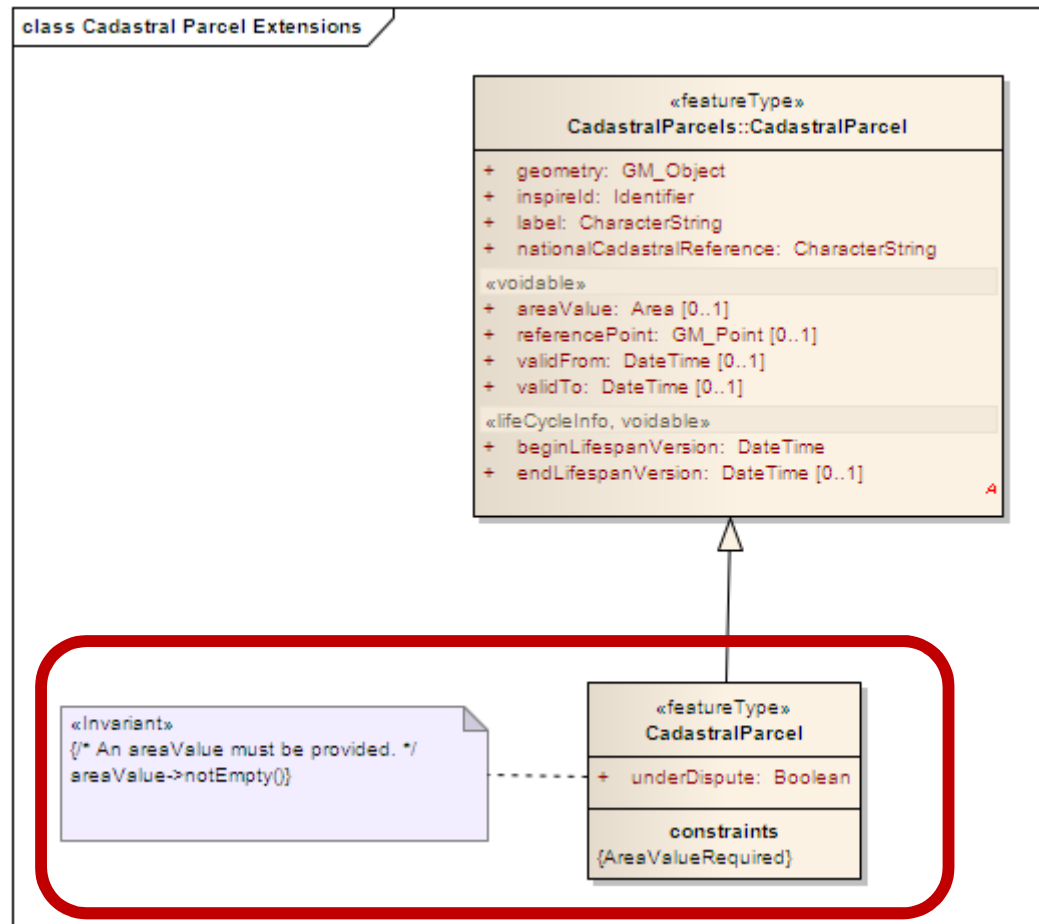 class Cadastral Parcel Extensions
«featureType»
CadastralParcels::CadastralParcel
+ geometry: GM_Object
+ inspireId: Identifier
+ label: CharacterString
+ nationalCadastralReference: CharacterString
«voidable»
+ areaValue: Area [0..1]
+ referencePoint: GM_Point [0..1]
+ validFrom: DateTime [0..1]
+ validTo: DateTime [0..1]
«lifeCycleInfo, voidable»
+ beginLifespanVersion: DateTime
+ endLifespanVersion: DateTime [0..1]
A
«Invariant»
{/* An areaValue must be provided. */
areaValue->notEmpty()}
«featureType»
CadastralParcel
+ underDispute: Boolean
constraints
{AreaValueRequired}